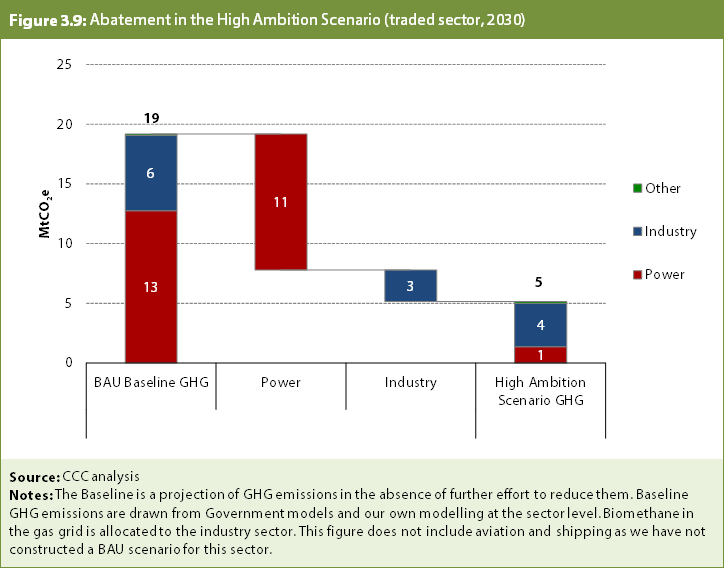 Figure 3.9: Abatement in the High Ambition Scenario (traded sector, 2030)
25
20
15
10
5
0
MtCO₂e
19
6
13
11
3
5
4
1
Other
Industry
Power
BAU Baseline GHG
Power
Industry
High Ambition
Scenario GHG
Source: CCC analysis
Notes: The Baseline is a projection of GHG emissions in the absence of further effort to reduce them. Baseline
GHG emissions are drawn from Government models and our own modelling at the sector level. Biomethane in
the gas grid is allocated to the industry sector. This figure does not include aviation and shipping as we have not
constructed a BAU scenario for this sector.